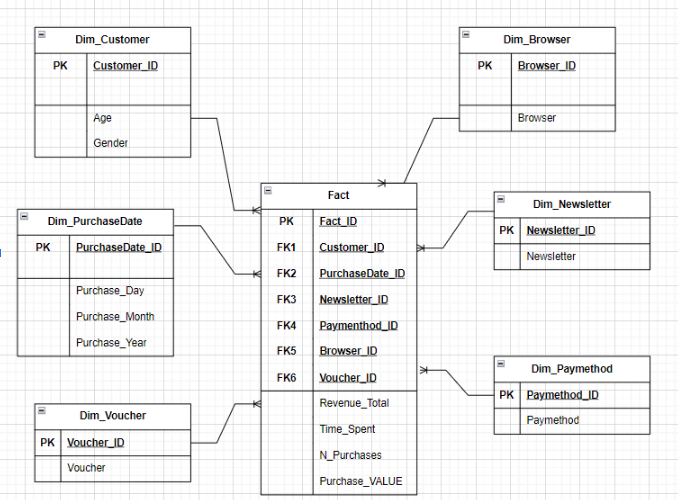 Dim_Customer
PK Customer_ID
Age
Gender
Dim_Browser
PK Browser_ID
Browser
Dim_PurchaseDate
PK PurchaseDate_ID
Purchase_Day
Purchase_Month
Purchase_Year
Fact
PK Fact_ID
FK1 Customer_ID
FK2 PurchaseDate_ID
FK3 Newsletter_ID
FK4 Paymenthod_ID
FK5 Browser_ID
FK6 Voucher_ID
Revenue_Total
Time_Spent
N_Purchases
Purchase_VALUE
Dim_Newsletter
PK Newsletter_ID
Newsletter
Dim_Paymethod
PK Paymethod_ID
Paymethod
Dim_Voucher
PK Voucher_ID
Voucher